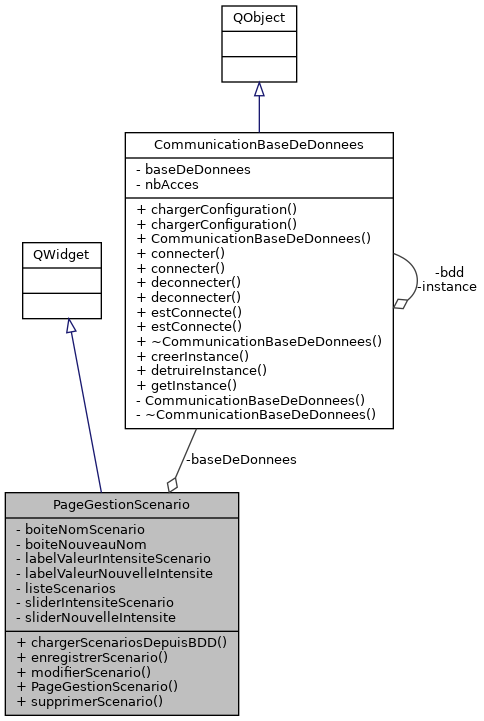 QObject
CommunicationBaseDeDonnees
- baseDeDonnees
- nbAcces
+ chargerConfiguration()
+ chargerConfiguration()
+ CommunicationBaseDeDonnees()
+ connecter()
+ connecter()
+ deconnecter()
+ deconnecter()
+ estConnecte()
+ estConnecte()
+ ~CommunicationBaseDeDonnees()
+ creerInstance()
+ detruireInstance()
+ getInstance()
- CommunicationBaseDeDonnees()
- ~CommunicationBaseDeDonnees()
-bdd
-instance
QWidget
-baseDeDonnees
PageGestionScenario
- boiteNomScenario
- boiteNouveauNom
- labelValeurIntensiteScenario
- labelValeurNouvelleIntensite
- listeScenarios
- sliderIntensiteScenario
- sliderNouvelleIntensite
+ chargerScenariosDepuisBDD()
+ enregistrerScenario()
+ modifierScenario()
+ PageGestionScenario()
+ supprimerScenario()